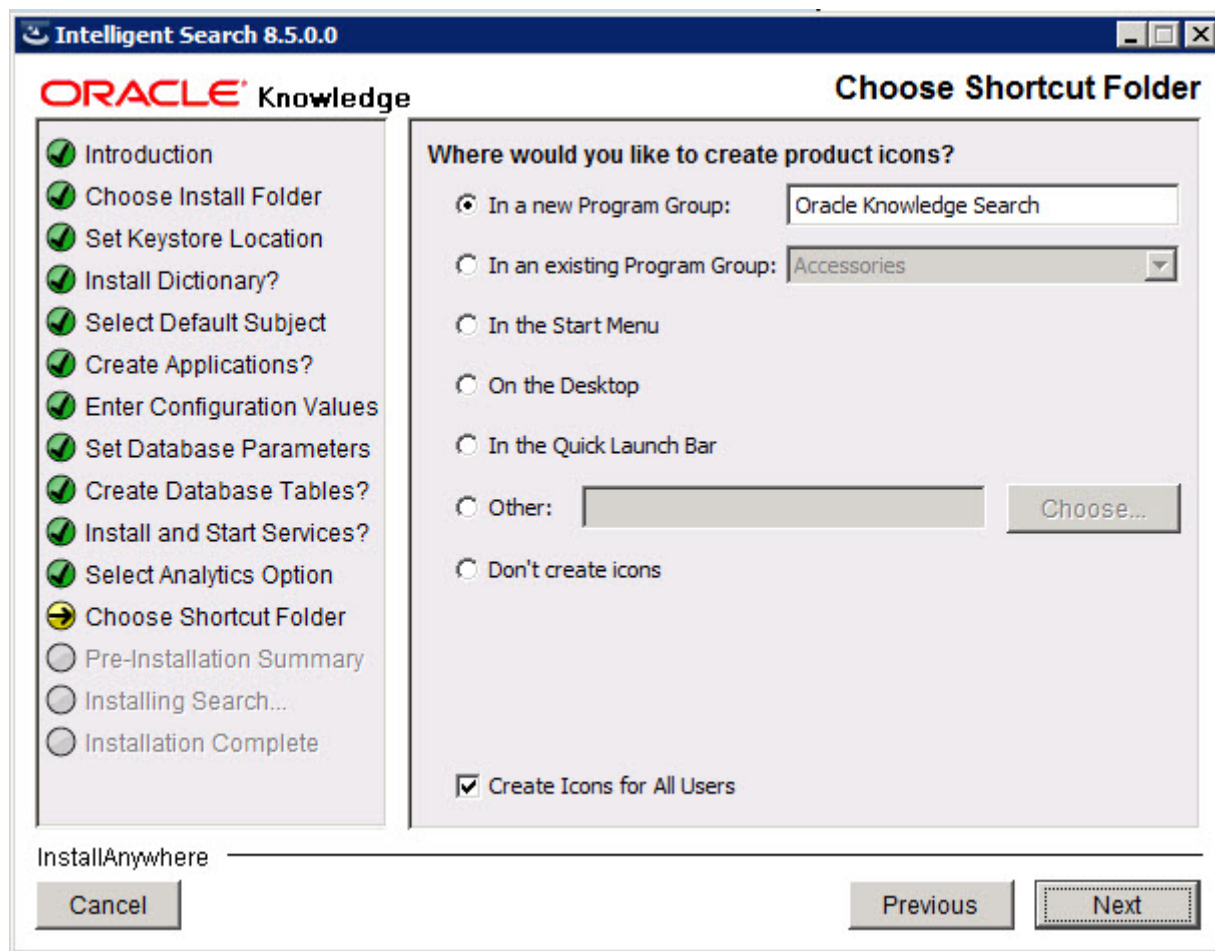 Intelligent Search 8.5.0.0
ORACLE Knowledge
Choose Shortcut Folder
Introduction
Choose Install Folder
Set Keystore Location
Install Dictionary?
Select Default Subject
Create Applications?
Enter Configuration Values
Set Database Parameters
Create Database Tables?
Install and Start Services?
Select Analytics Option
Choose Shortcut Folder
Pre-Installation Summary
Installing Search...
Installation Complete
Where would you like to create product icons?
In a new Program Group: Oracle Knowledge Search
In an existing Program Group: Accessories
In the Start Menu
On the Desktop
In the Quick Launch Bar
Other: Choose...
Don't create icons
Create Icons for All Users
InstallAnywhere
Cancel Previous Next